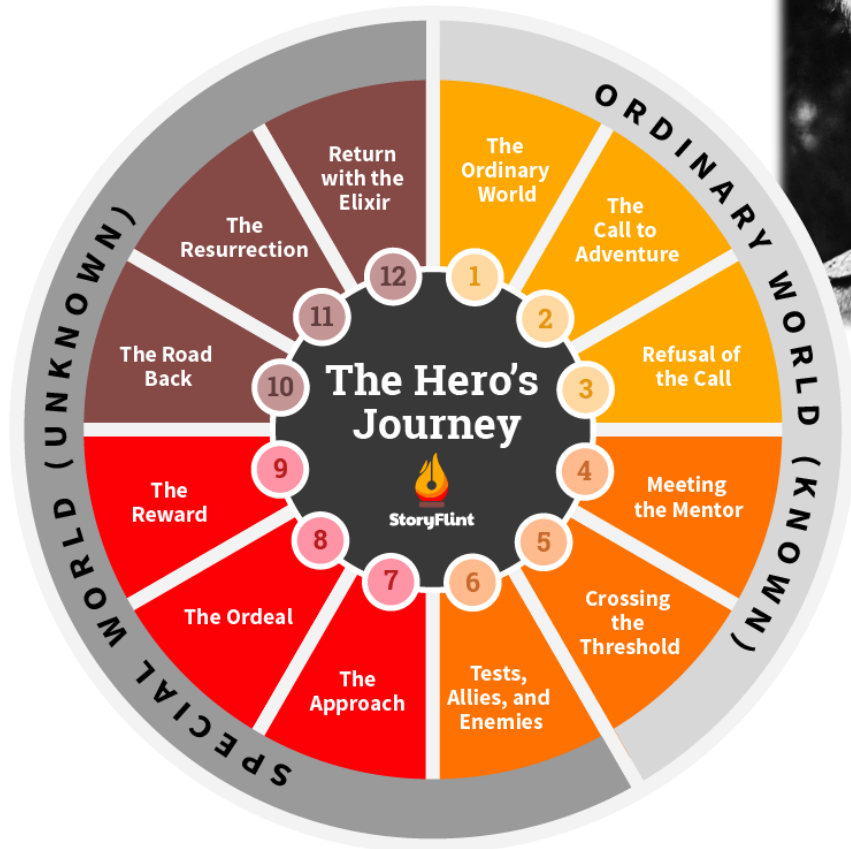 ORDINARY WORLD (KNOWN)
SPECIAL WORLD (UNKNOWN)
The Hero's
Journey
StoryFlint
1
The
Ordinary
World
2
The
Call to
Adventure
3
Refusal of
the Call
4
Meeting
the Mentor
5
Crossing
the
Threshold
6
Tests,
Allies, and
Enemies
7
The
Approach
8
The Ordeal
9
The
Reward
10
The Road
Back
11
The
Resurrection
12
Return
with the
Elixir